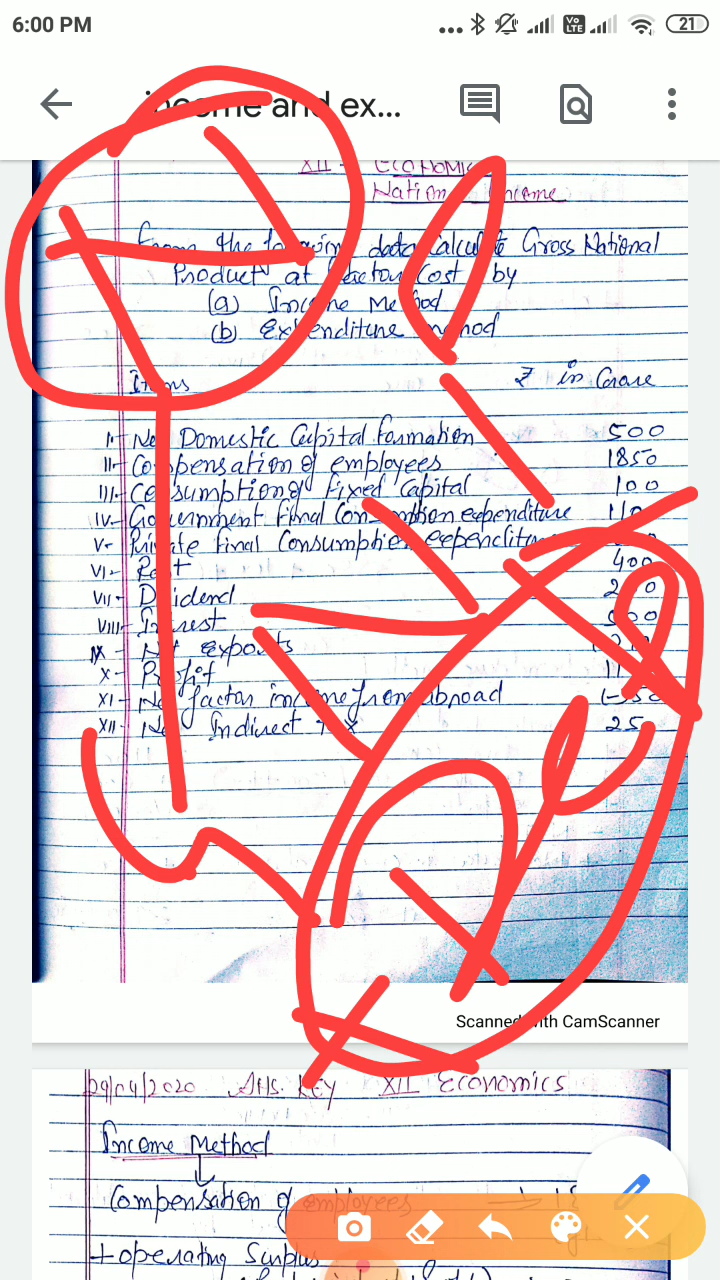 6:00 PM
VoLTE
21
income and ex...
XII - Economics
National Income
From the following data Calculate Gross National
Product at Factor Cost by
(a) Income Method
(b) Expenditure method
Items ₹ in Crore
I Net Domestic Capital formation 500
II Compensation of employees 1850
III. Consumption of fixed Capital 100
IV- Government final Consumption expenditure
V- Private final Consumption expenditure
VI- Rent 400
VII- Dividend
VIII- Interest
IX - Net exports
X - Profit
XI - Net factor income from abroad
XII - Net Indirect Tax
Scanned with CamScanner
29/04/2020 Ans. Key XII Economics
Income Method
Compensation of employees
+ operating Surplus